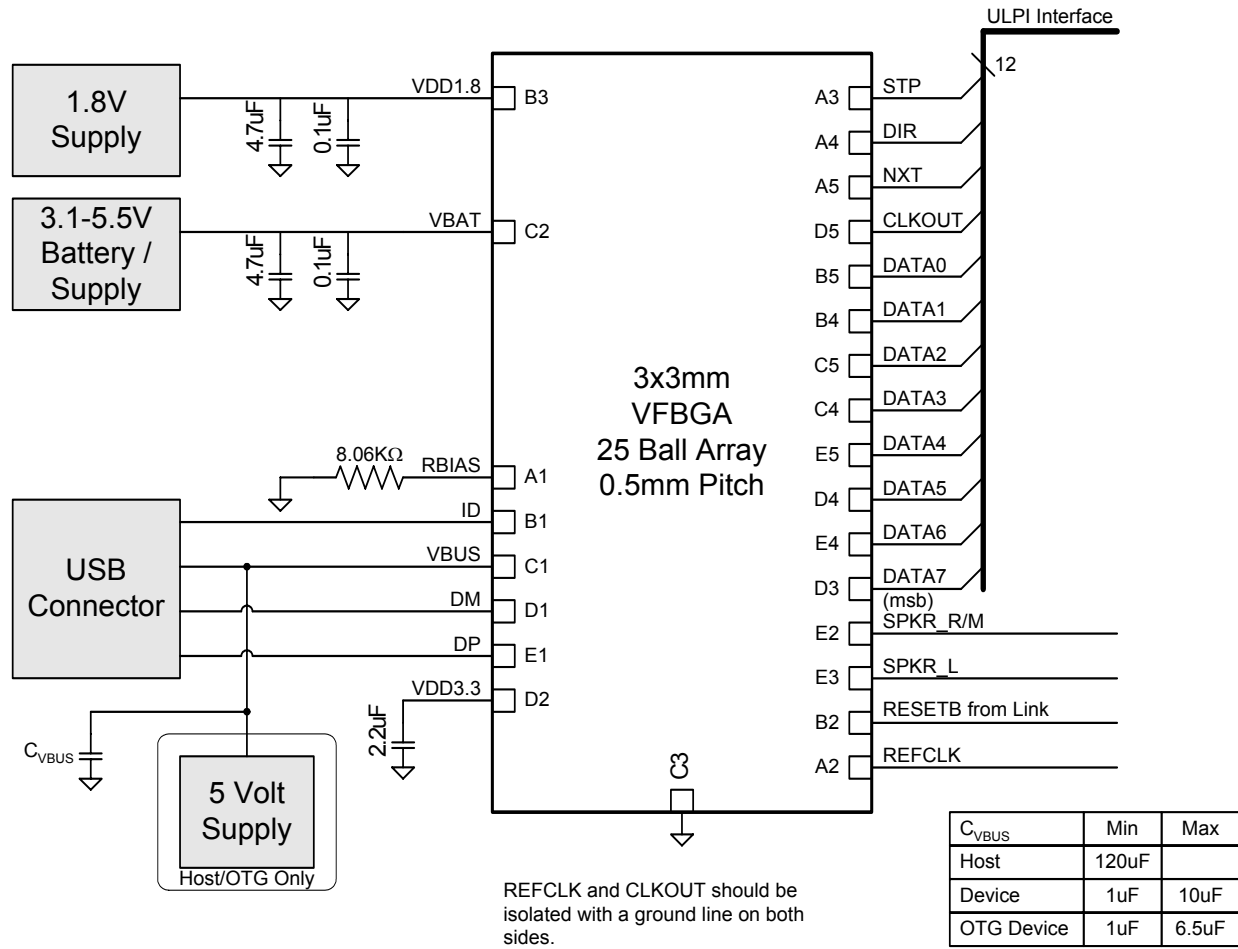 ULPI Interface
12
1.8V
Supply
4.7uF
0.1uF
VDD1.8
B3
3.1-5.5V
Battery /
Supply
4.7uF
0.1uF
VBAT
C2
8.06KΩ
RBIAS
A1
USB
Connector
ID
B1
VBUS
C1
DM
D1
DP
E1
VDD3.3
D2
2.2uF
CVBUS
5 Volt
Supply
Host/OTG Only
3x3mm
VFBGA
25 Ball Array
0.5mm Pitch
C3
A3
STP
A4
DIR
A5
NXT
D5
CLKOUT
B5
DATA0
B4
DATA1
C5
DATA2
C4
DATA3
E5
DATA4
D4
DATA5
E4
DATA6
D3
DATA7
(msb)
E2
SPKR_R/M
E3
SPKR_L
B2
RESETB from Link
A2
REFCLK
REFCLK and CLKOUT should be
isolated with a ground line on both
sides.
CVBUS Min Max
Host 120uF
Device 1uF 10uF
OTG Device 1uF 6.5uF